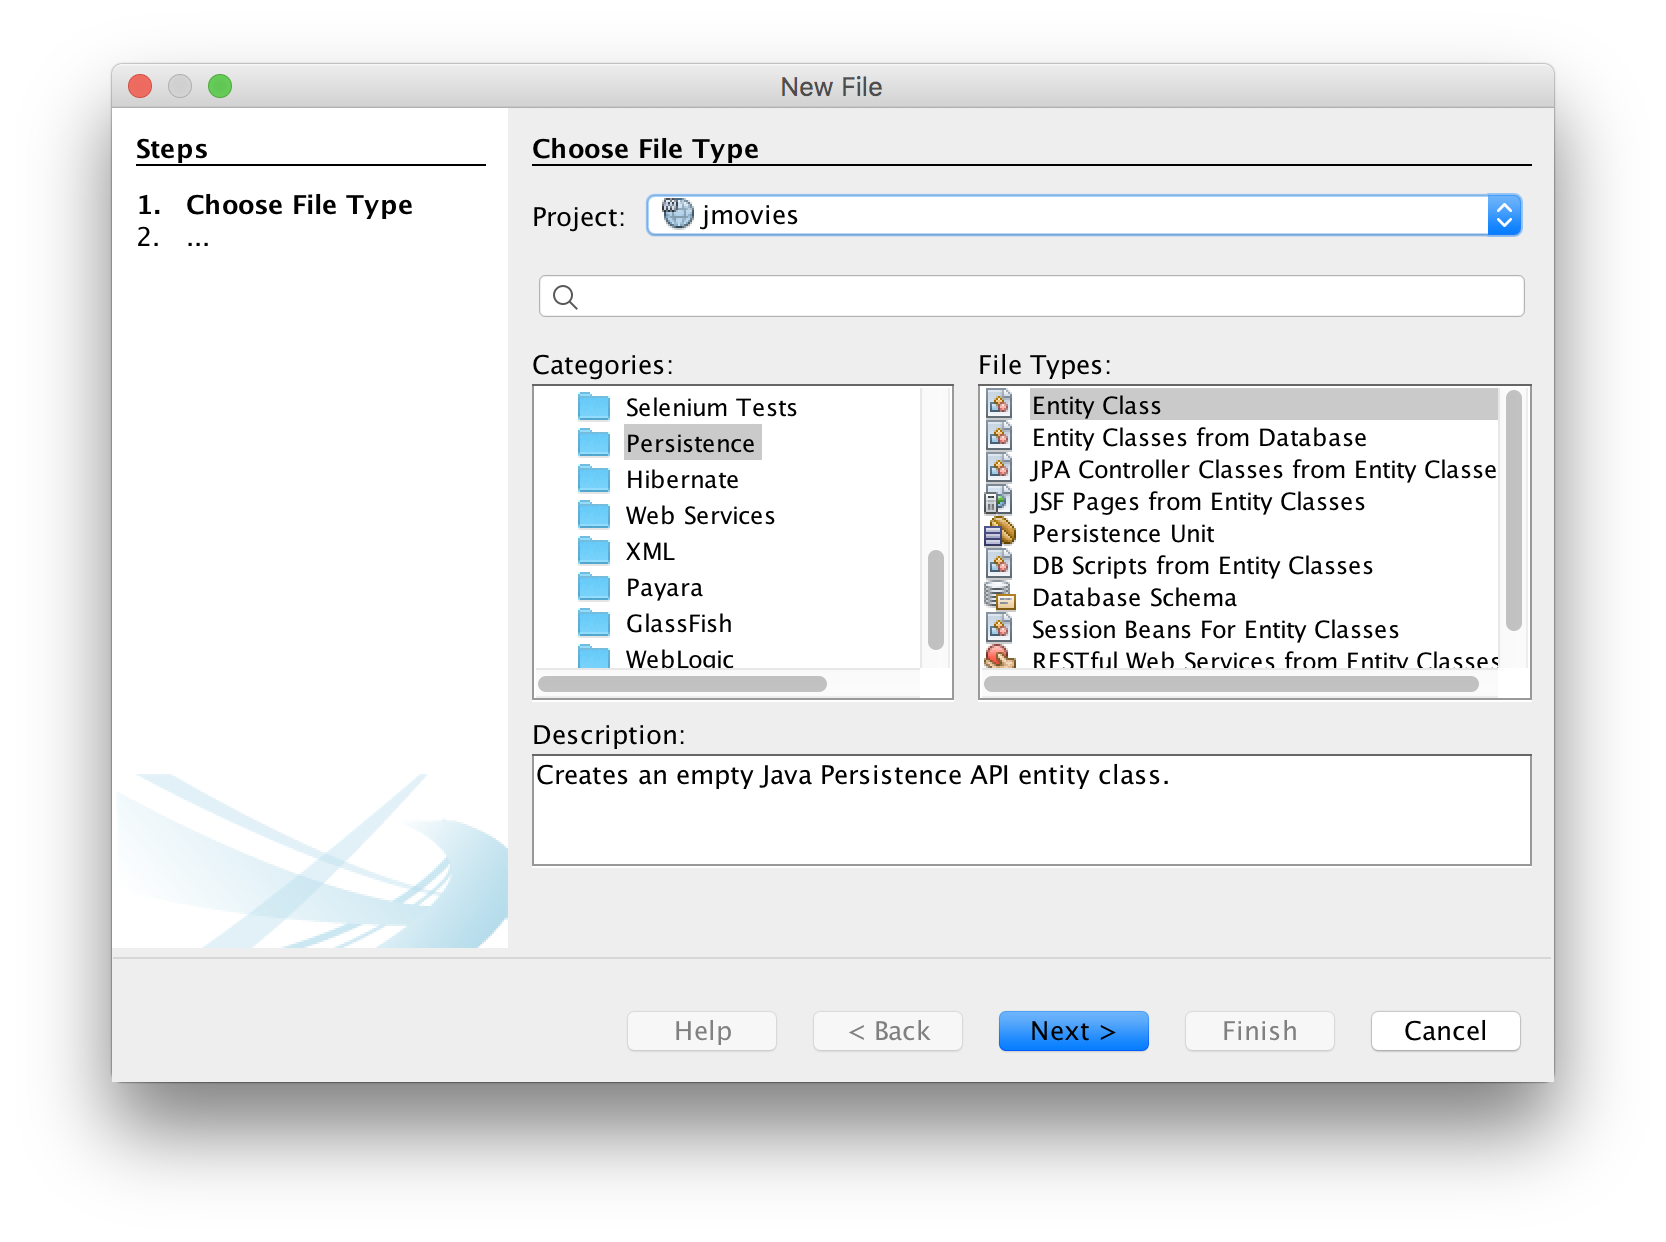 New File
Steps
1. Choose File Type
2. ...
Choose File Type
Project: jmovies
Categories:
Selenium Tests
Persistence
Hibernate
Web Services
XML
Payara
GlassFish
WebLogic
File Types:
Entity Class
Entity Classes from Database
JPA Controller Classes from Entity Classe
JSF Pages from Entity Classes
Persistence Unit
DB Scripts from Entity Classes
Database Schema
Session Beans For Entity Classes
RESTful Web Services from Entity Classes
Description:
Creates an empty Java Persistence API entity class.
Help < Back Next > Finish Cancel